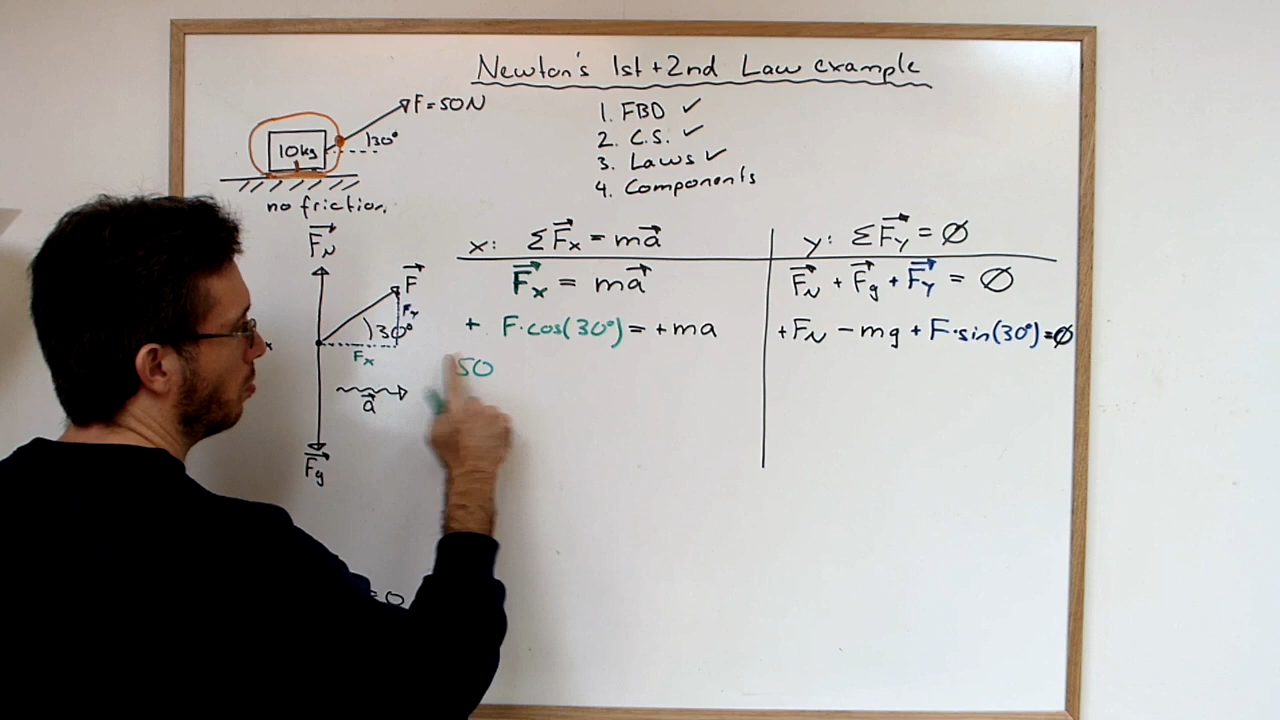 Newton's 1st + 2nd Law example
F = 50N
30°
10kg
no friction
1. FBD ✓
2. C.S. ✓
3. Laws ✓
4. Components
x: ΣF⃗x = ma⃗
F⃗x = ma⃗
+ F·cos(30°) = +ma
50
y: ΣF⃗y = Ø
F⃗N + F⃗g + F⃗y = Ø
+FN − mg + F·sin(30°) = Ø
F⃗N
F⃗
Fy
30°
Fx
a⃗
F⃗g
= 0